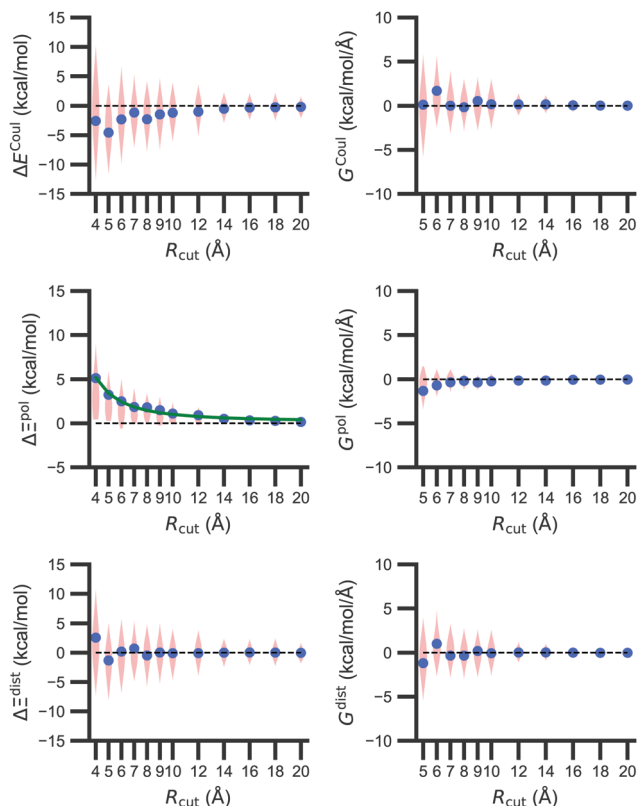 15
10
5
0
−5
−10
−15
ΔE^Coul (kcal/mol)
4 5 6 7 8 9 10 12 14 16 18 20
R_cut (Å)
10
5
0
−5
−10
G^Coul (kcal/mol/Å)
5 6 7 8 9 10 12 14 16 18 20
R_cut (Å)
15
10
5
0
−5
ΔΞ^pol (kcal/mol)
4 5 6 7 8 9 10 12 14 16 18 20
R_cut (Å)
10
5
0
−5
−10
G^pol (kcal/mol/Å)
5 6 7 8 9 10 12 14 16 18 20
R_cut (Å)
15
10
5
0
−5
−10
−15
ΔΞ^dist (kcal/mol)
4 5 6 7 8 9 10 12 14 16 18 20
R_cut (Å)
10
5
0
−5
−10
G^dist (kcal/mol/Å)
5 6 7 8 9 10 12 14 16 18 20
R_cut (Å)